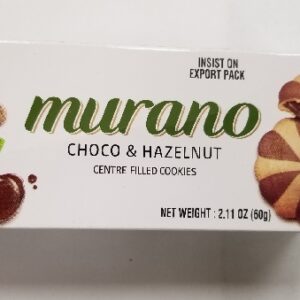 INSIST ON
EXPORT PACK
murano
CHOCO & HAZELNUT
CENTRE FILLED COOKIES
NET WEIGHT : 2.11 OZ (60g)